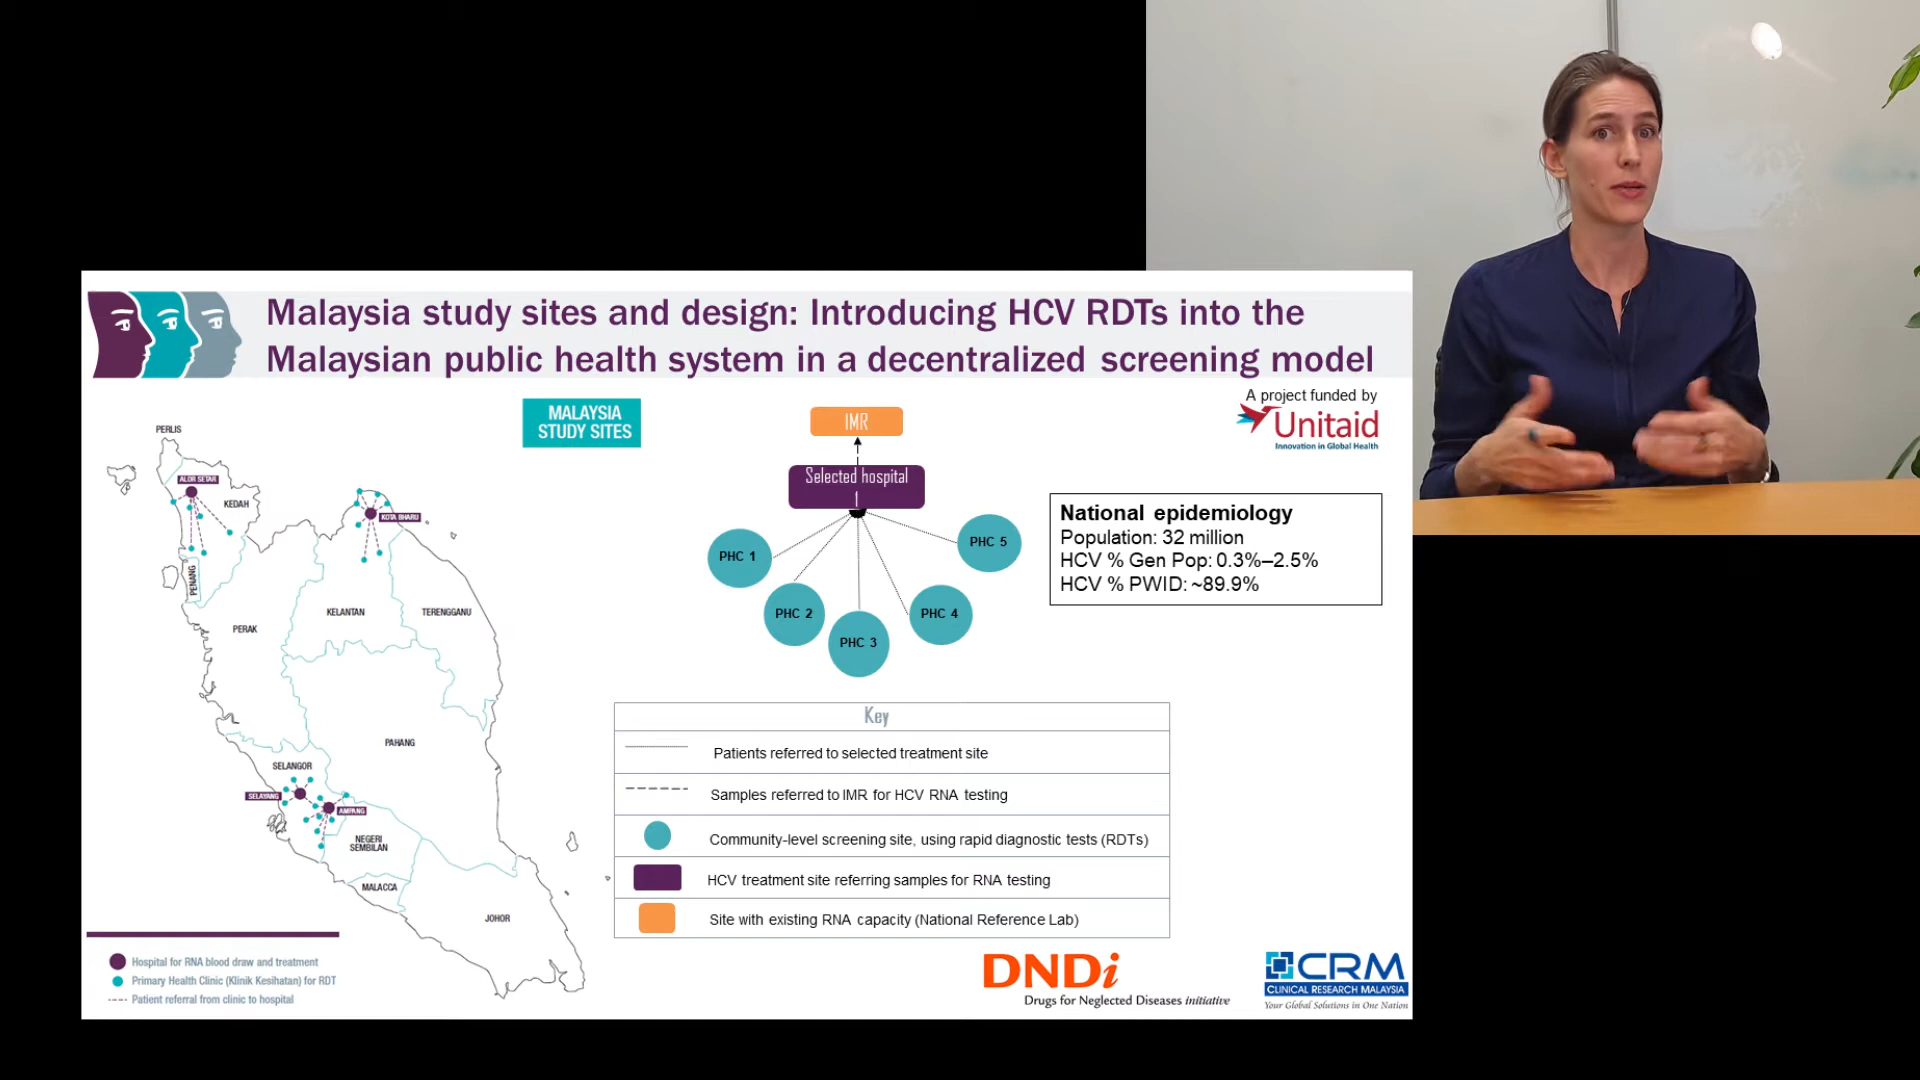 Malaysia study sites and design: Introducing HCV RDTs into the
Malaysian public health system in a decentralized screening model
MALAYSIA
STUDY SITES
PERLIS
ALOR SETAR
KEDAH
KOTA BHARU
PENANG
PERAK
KELANTAN
TERENGGANU
PAHANG
SELANGOR
SELAYANG
AMPANG
NEGERI
SEMBILAN
MALACCA
JOHOR
Hospital for RNA blood draw and treatment
Primary Health Clinic (Klinik Kesihatan) for RDT
Patient referral from clinic to hospital
IMR
Selected hospital
1
PHC 1
PHC 2
PHC 3
PHC 4
PHC 5
A project funded by
Unitaid
Innovation in Global Health
National epidemiology
Population: 32 million
HCV % Gen Pop: 0.3%–2.5%
HCV % PWID: ~89.9%
Key
Patients referred to selected treatment site
Samples referred to IMR for HCV RNA testing
Community-level screening site, using rapid diagnostic tests (RDTs)
HCV treatment site referring samples for RNA testing
Site with existing RNA capacity (National Reference Lab)
DNDi
Drugs for Neglected Diseases initiative
CRM
CLINICAL RESEARCH MALAYSIA
Your Global Solutions in One Nation